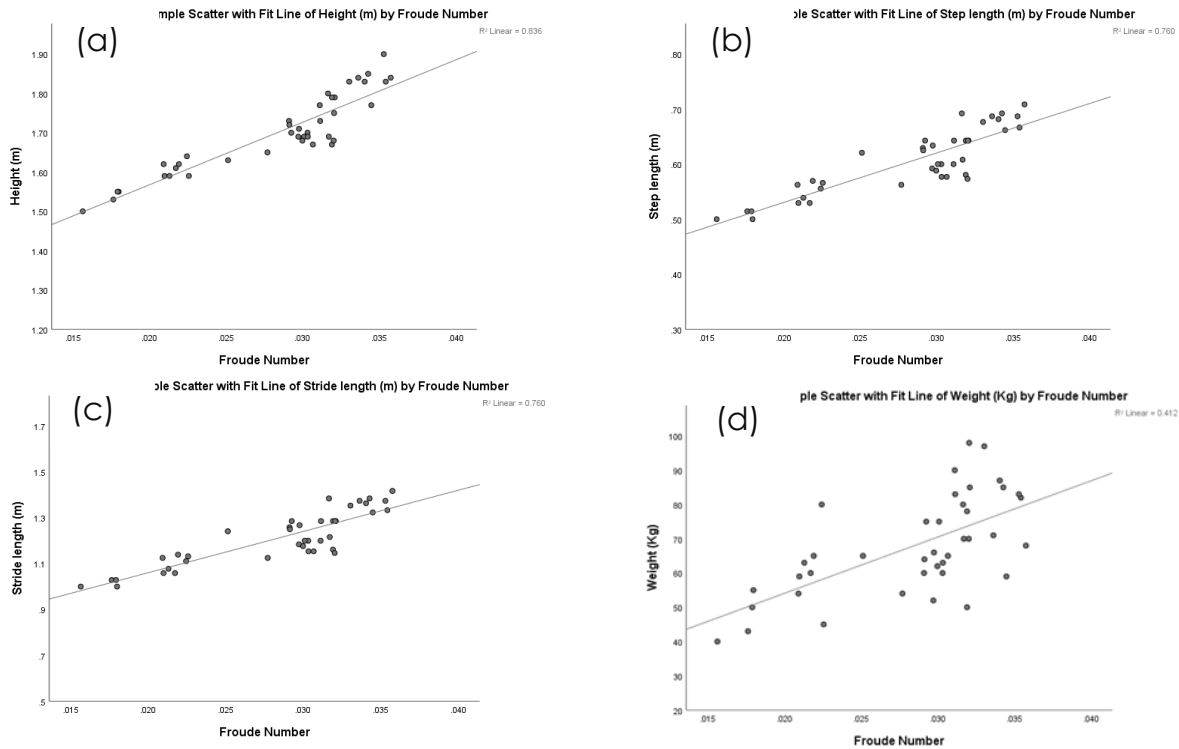 mple Scatter with Fit Line of Height (m) by Froude Number
R² Linear = 0.836
(a)
1.90
1.80
1.70
1.60
1.50
1.40
1.30
1.20
Height (m)
.015 .020 .025 .030 .035 .040
Froude Number
ple Scatter with Fit Line of Step length (m) by Froude Number
R² Linear = 0.760
(b)
.80
.70
.60
.50
.40
.30
Step length (m)
.015 .020 .025 .030 .035 .040
Froude Number
ple Scatter with Fit Line of Stride length (m) by Froude Number
R² Linear = 0.760
(c)
1.7
1.5
1.3
1.1
.9
.7
.5
Stride length (m)
.015 .020 .025 .030 .035 .040
Froude Number
ple Scatter with Fit Line of Weight (Kg) by Froude Number
R² Linear = 0.412
(d)
100
90
80
70
60
50
40
30
20
Weight (Kg)
.015 .020 .025 .030 .035 .040
Froude Number